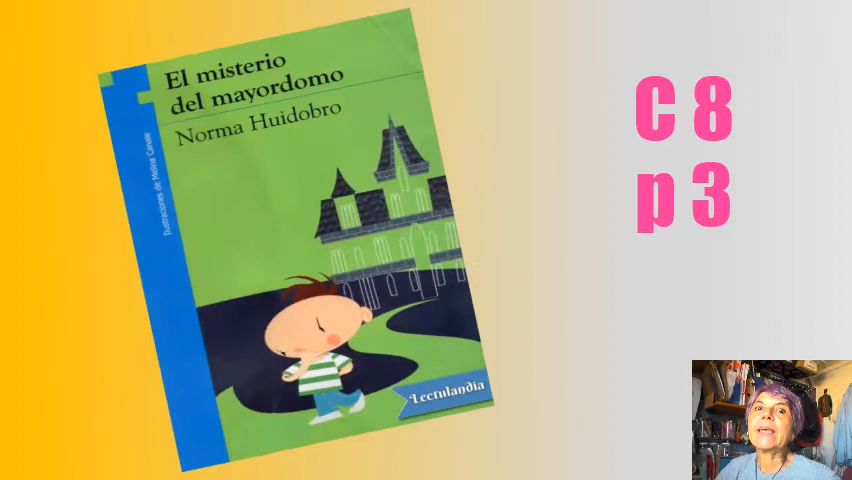 El misterio
del mayordomo
Norma Huidobro
Ilustraciones de Melina Canale
Lectulandia
C 8
p 3